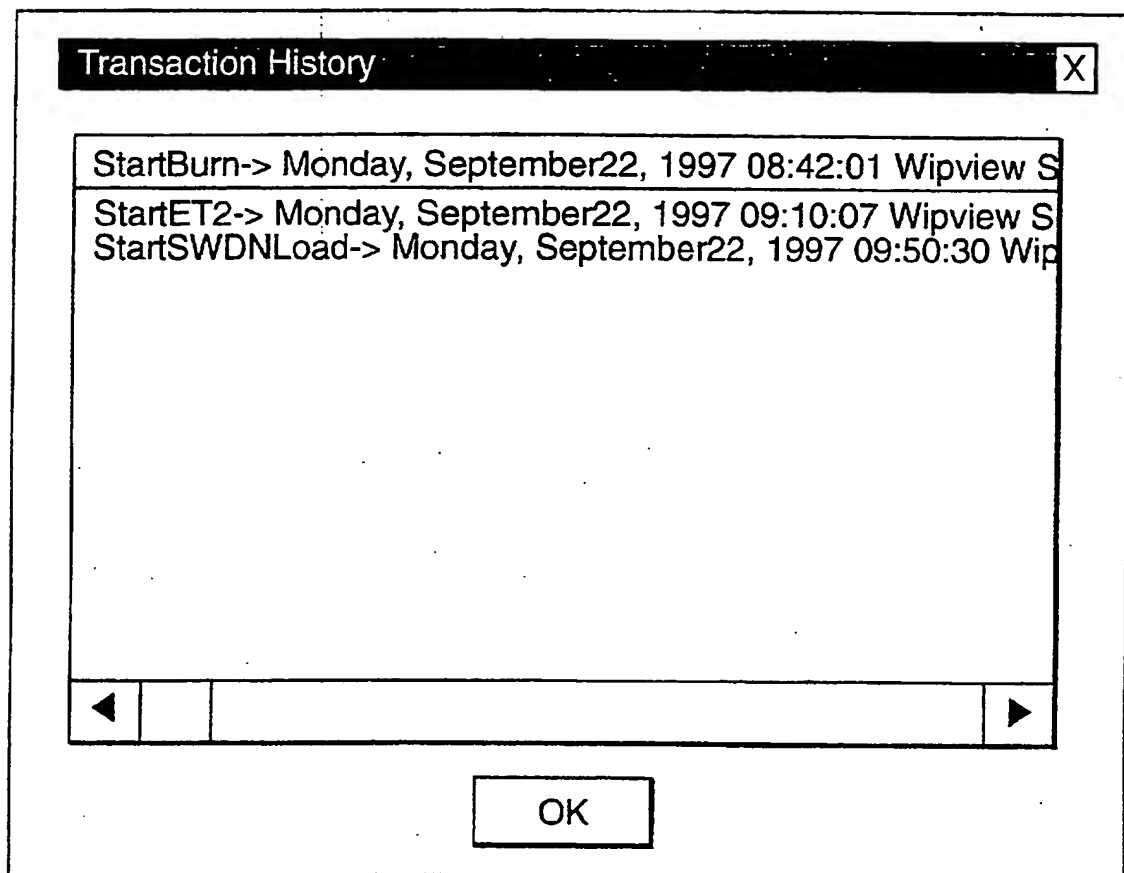 Transaction History X
StartBurn-> Monday, September22, 1997 08:42:01 Wipview S
StartET2-> Monday, September22, 1997 09:10:07 Wipview S
StartSWDNLoad-> Monday, September22, 1997 09:50:30 Wip
OK